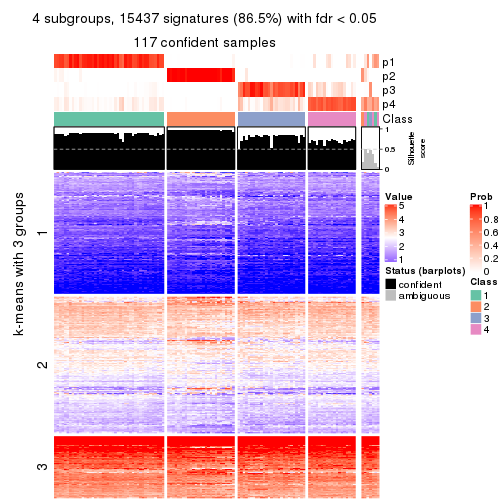 4 subgroups, 15437 signatures (86.5%) with fdr < 0.05
117 confident samples
p1
p2
p3
p4
Class
1
0.5
0
Silhouette
score
k-means with 3 groups
1
2
3
Value
5
4
3
2
1
Status (barplots)
confident
ambiguous
Prob
1
0.8
0.6
0.4
0.2
0
Class
1
2
3
4